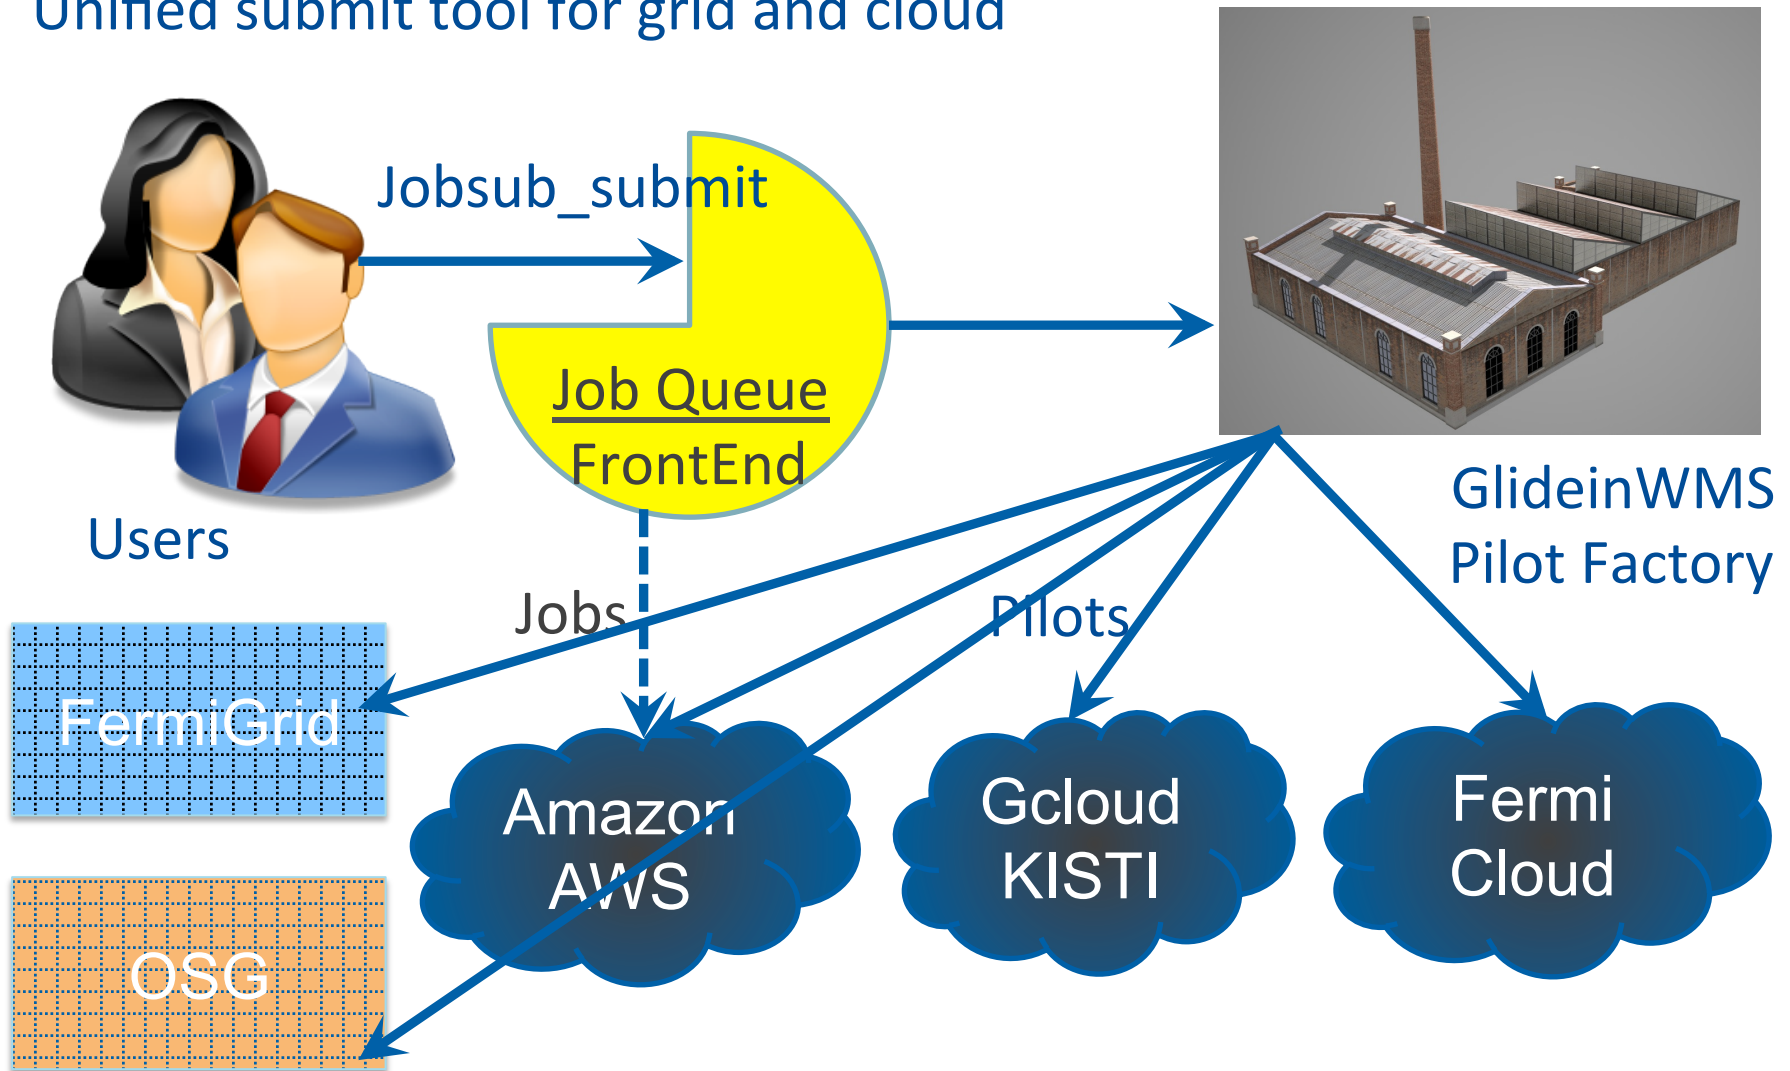 Unified submit tool for grid and cloud
Jobsub_submit
Job Queue
FrontEnd
Users
GlideinWMS
Pilot Factory
Jobs
Pilots
FermiGrid
Amazon
AWS
Gcloud
KISTI
Fermi
Cloud
OSG